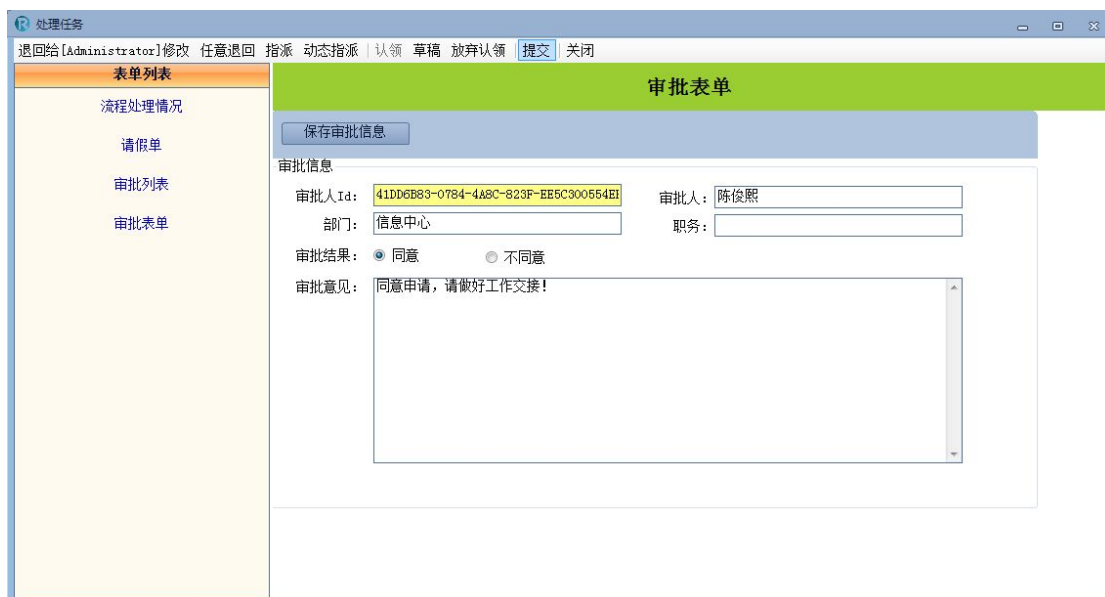 处理任务
退回给[Administrator]修改 任意退回 指派 动态指派 认领 草稿 放弃认领 提交 关闭
表单列表
流程处理情况
请假单
审批列表
审批表单
审批表单
保存审批信息
审批信息
审批人Id: 41DD6B83-0784-4A8C-823F-EE5C300554E 审批人: 陈俊熙
部门: 信息中心 职务:
审批结果: 同意 不同意
审批意见: 同意申请，请做好工作交接!